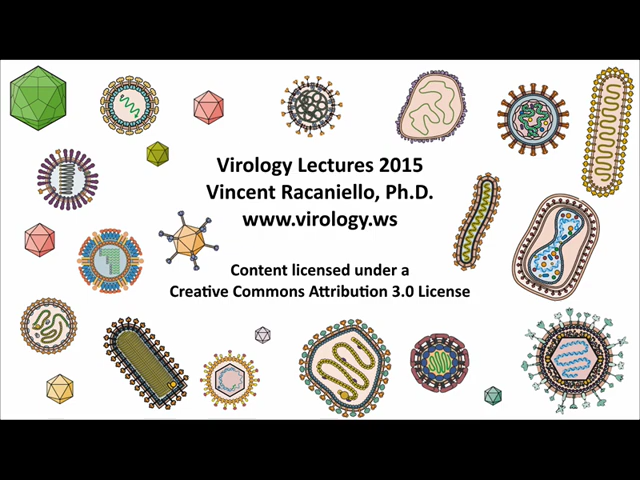 Virology Lectures 2015
Vincent Racaniello, Ph.D.
www.virology.ws
Content licensed under a
Creative Commons Attribution 3.0 License